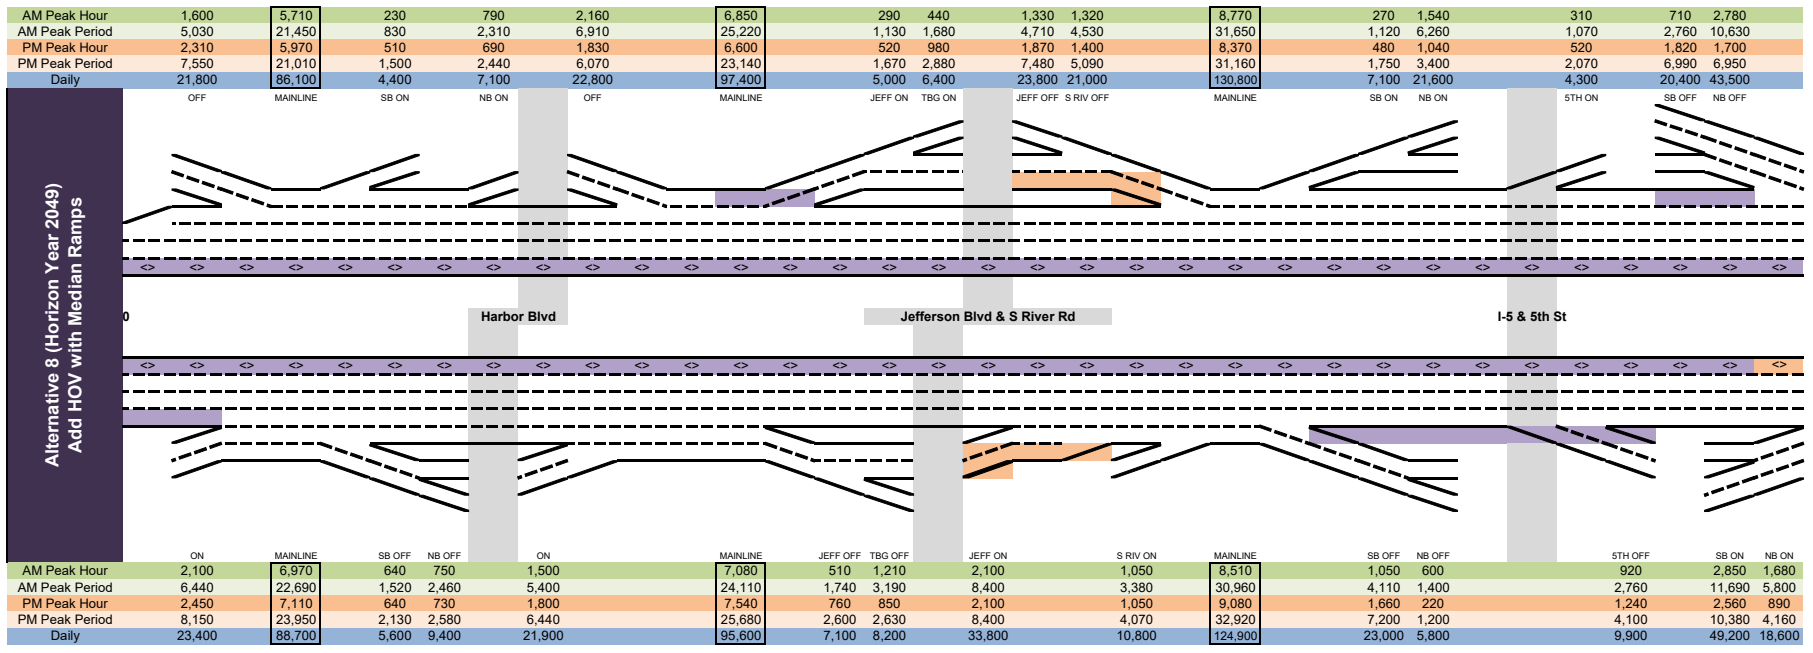 AM Peak Hour 1,600 5,710 230 790 2,160 6,850 290 440 1,330 1,320 8,770 270 1,540 310 710 2,780
AM Peak Period 5,030 21,450 830 2,310 6,910 25,220 1,130 1,680 4,710 4,530 31,650 1,120 6,260 1,070 2,760 10,630
PM Peak Hour 2,310 5,970 510 690 1,830 6,600 520 980 1,870 1,400 8,370 480 1,040 520 1,820 1,700
PM Peak Period 7,550 21,010 1,500 2,440 6,070 23,140 1,670 2,880 7,480 5,090 31,160 1,750 3,400 2,070 6,990 6,950
Daily 21,800 86,100 4,400 7,100 22,800 97,400 5,000 6,400 23,800 21,000 130,800 7,100 21,600 4,300 20,400 43,500
OFF MAINLINE SB ON NB ON OFF MAINLINE JEFF ON TBG ON JEFF OFF S RIV OFF MAINLINE SB ON NB ON 5TH ON SB OFF NB OFF
Alternative 8 (Horizon Year 2049)
Add HOV with Median Ramps
<> <> <> <> <> <> <> <> <> <> <> <> <> <> <> <> <> <> <> <> <> <> <> <> <> <> <> <> <> <> <> <> <> <>
0 Harbor Blvd Jefferson Blvd & S River Rd I-5 & 5th St
<> <> <> <> <> <> <> <> <> <> <> <> <> <> <> <> <> <> <> <> <> <> <> <> <> <> <> <> <> <> <> <> <> <>
ON MAINLINE SB OFF NB OFF ON MAINLINE JEFF OFF TBG OFF JEFF ON S RIV ON MAINLINE SB OFF NB OFF 5TH OFF SB ON NB ON
AM Peak Hour 2,100 6,970 640 750 1,500 7,080 510 1,210 2,100 1,050 8,510 1,050 600 920 2,850 1,680
AM Peak Period 6,440 22,690 1,520 2,460 5,400 24,110 1,740 3,190 8,400 3,380 30,960 4,110 1,400 2,760 11,690 5,800
PM Peak Hour 2,450 7,110 640 730 1,800 7,540 760 850 2,100 1,050 9,080 1,660 220 1,240 2,560 890
PM Peak Period 8,150 23,950 2,130 2,580 6,440 25,680 2,600 2,630 8,400 4,070 32,920 7,200 1,200 4,100 10,380 4,160
Daily 23,400 88,700 5,600 9,400 21,900 95,600 7,100 8,200 33,800 10,800 124,900 23,000 5,800 9,900 49,200 18,600